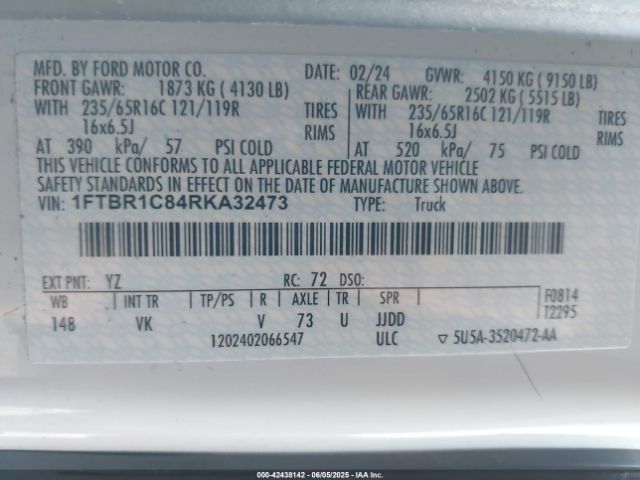 MFD. BY FORD MOTOR CO. DATE: 02/24 GVWR: 4150 KG ( 9150 LB)
FRONT GAWR: 1873 KG ( 4130 LB) REAR GAWR: 2502 KG ( 5515 LB)
WITH 235/65R16C 121/119R TIRES WITH 235/65R16C 121/119R TIRES
16x6.5J RIMS 16x6.5J RIMS
AT 390 kPa/ 57 PSI COLD AT 520 kPa/ 75 PSI COLD
THIS VEHICLE CONFORMS TO ALL APPLICABLE FEDERAL MOTOR VEHICLE
SAFETY STANDARDS IN EFFECT ON THE DATE OF MANUFACTURE SHOWN ABOVE.
VIN: 1FTBR1C84RKA32473 TYPE: Truck
EXT PNT: YZ RC: 72 DSO:
WB INT TR TP/PS R AXLE TR SPR F0814
148 VK V 73 U JJDD T2295
1202402066547 ULC ▽ 5U5A-3520472-AA
000-42438142 - 06/05/2025 - IAA Inc.